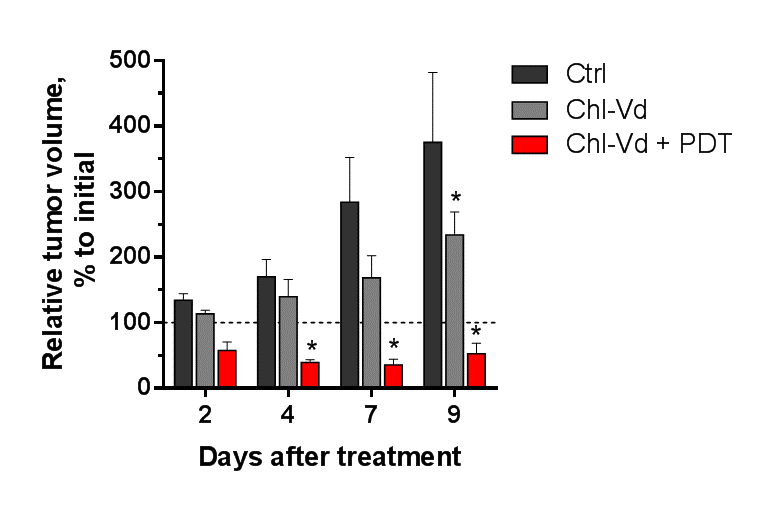 Relative tumor volume,
% to initial
500
400
300
200
100
0
*
*
*
*
2
4
7
9
Days after treatment
Ctrl
Chl-Vd
Chl-Vd + PDT